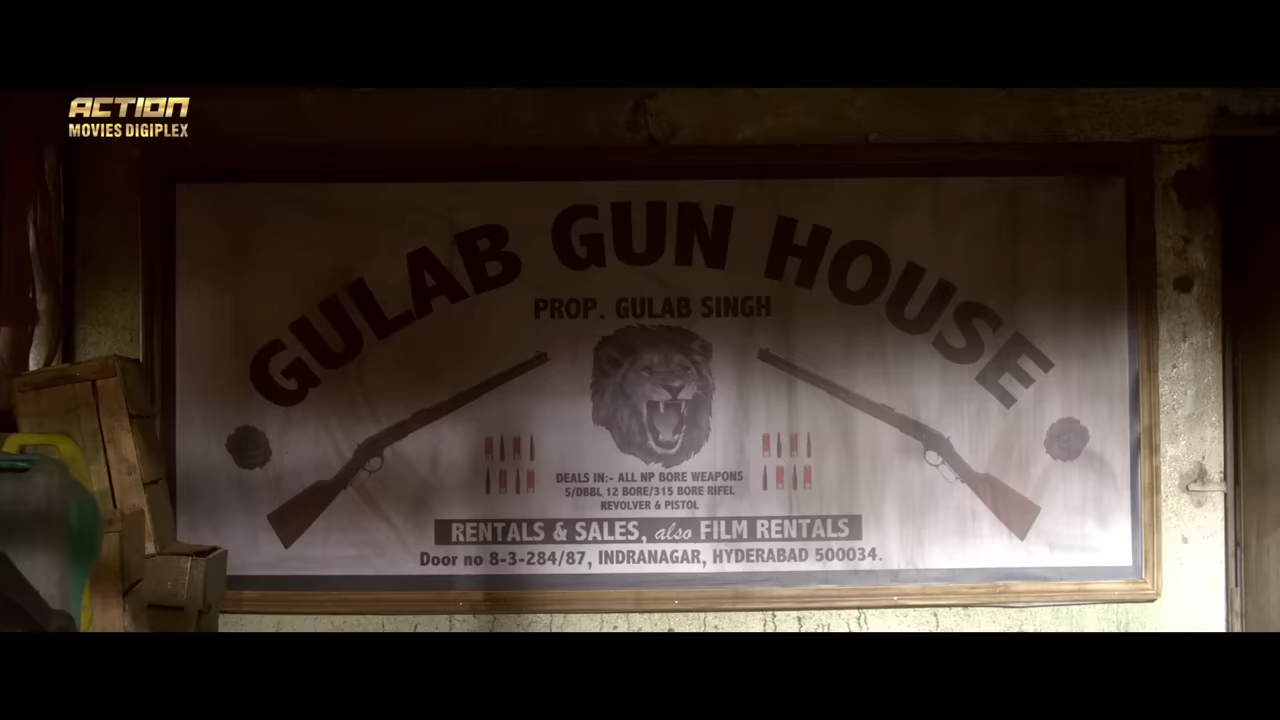 ACTION
MOVIES DIGIPLEX
GULAB GUN HOUSE
PROP. GULAB SINGH
DEALS IN:- ALL NP BORE WEAPONS
S/DBBL 12 BORE/315 BORE RIFEL
REVOLVER & PISTOL
RENTALS & SALES, also FILM RENTALS
Door no 8-3-284/87, INDRANAGAR, HYDERABAD 500034.